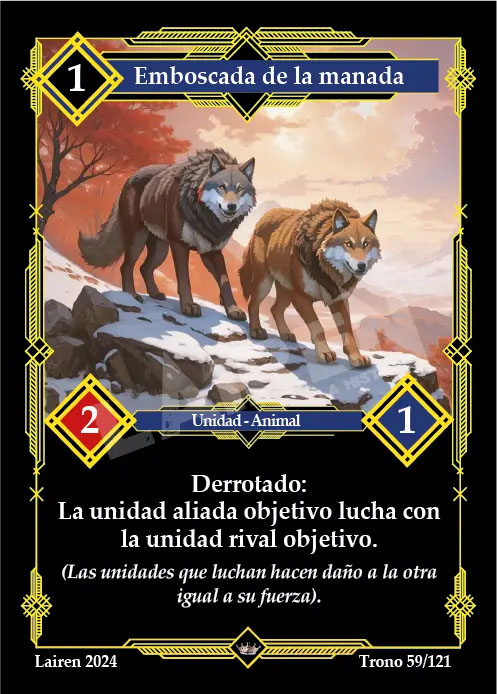 1
Emboscada de la manada
2
Unidad - Animal
1
Derrotado:
La unidad aliada objetivo lucha con
la unidad rival objetivo.
(Las unidades que luchan hacen daño a la otra
igual a su fuerza).
Lairen 2024
Trono 59/121